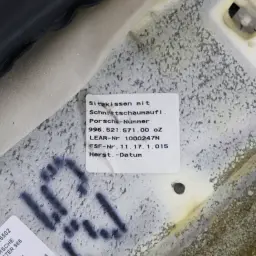 Sitzkissen mit
Schnittschaumaufl
Porsche-Nummer
996.521.671.00 oZ
LEAR-Nr. 1000247N
FSF-Nr. 11.17.1.015
Herst.-Datum